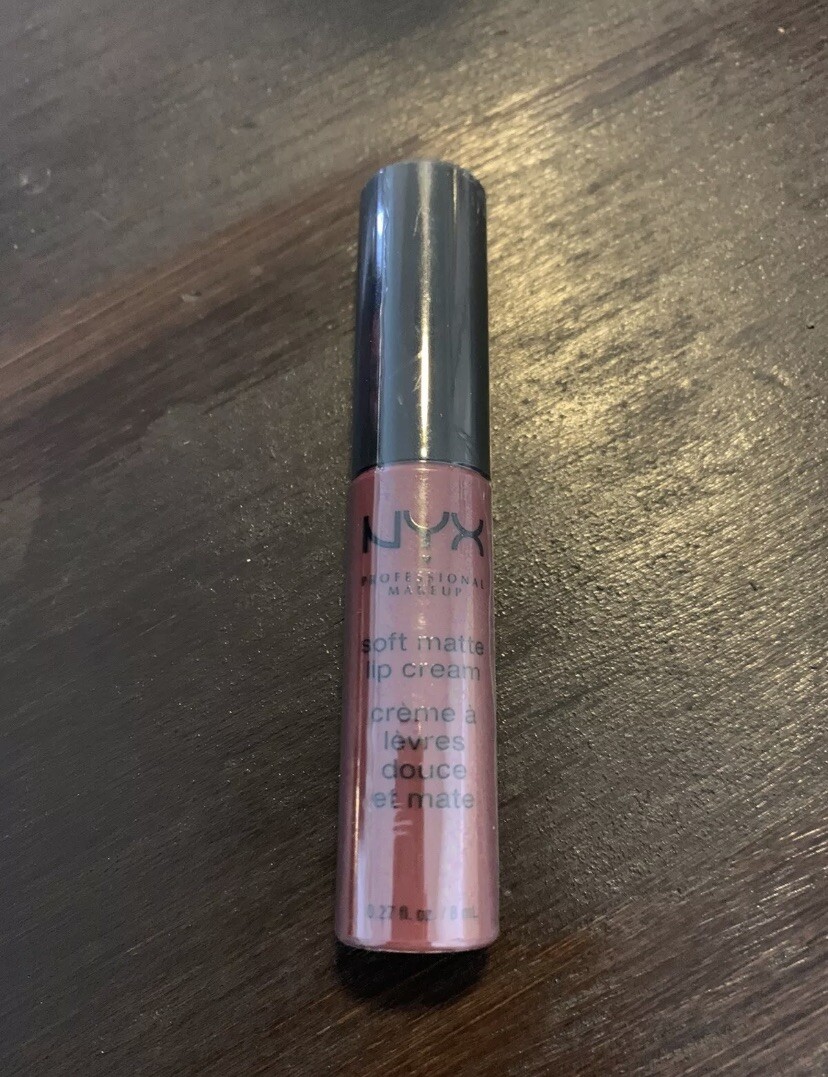 NYX
PROFESSIONAL
MAKEUP
soft matte
lip cream
crème à
lèvres
douce
et mate
0.27 fl. oz. / 8 mL